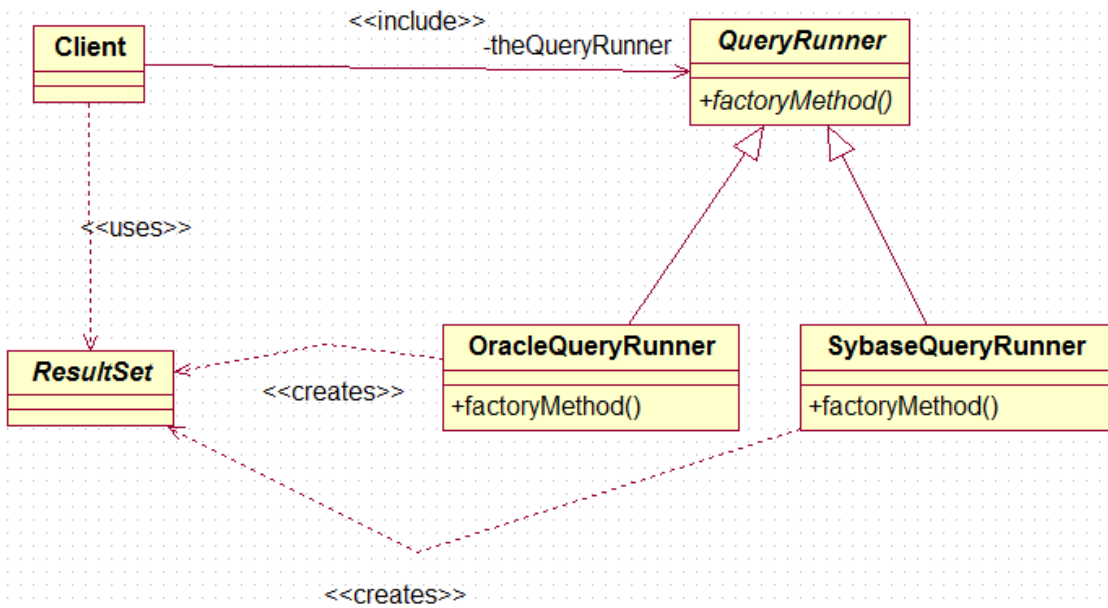 <<include>>
Client
-theQueryRunner
QueryRunner
+factoryMethod()
<<uses>>
ResultSet
<<creates>>
OracleQueryRunner
+factoryMethod()
SybaseQueryRunner
+factoryMethod()
<<creates>>